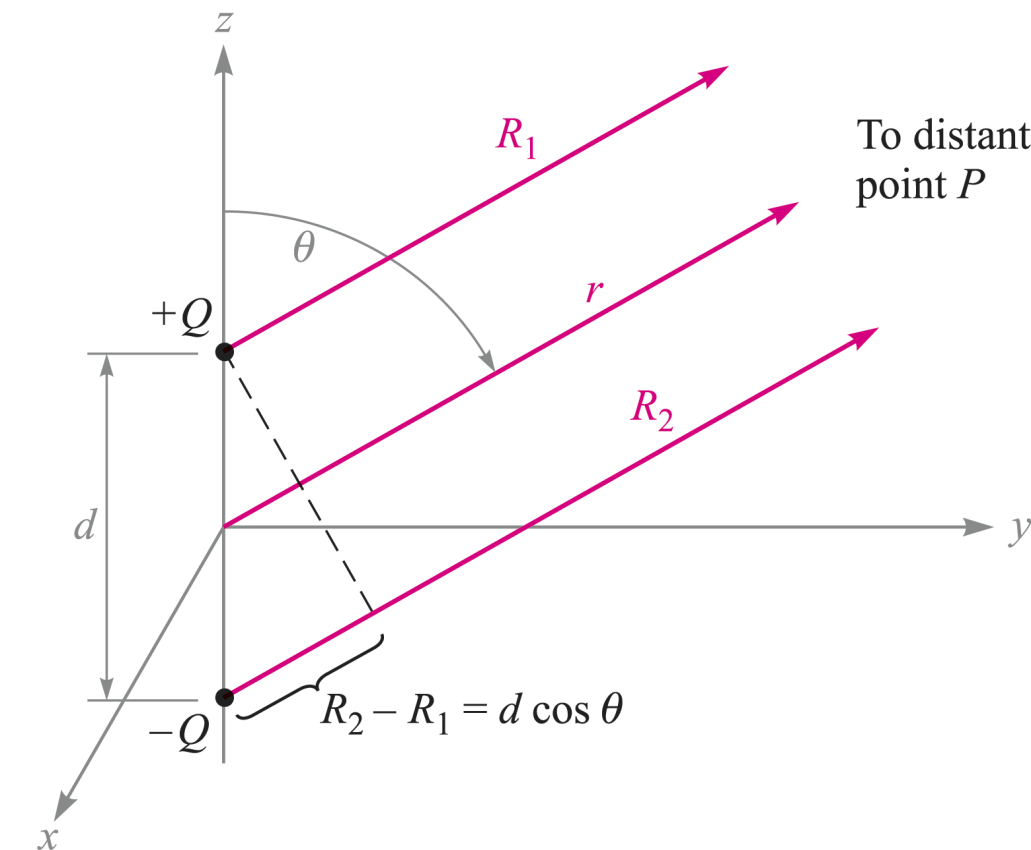 z
R₁
To distant
point P
θ
r
+Q
R₂
d
y
−Q
R₂ – R₁ = d cos θ
x